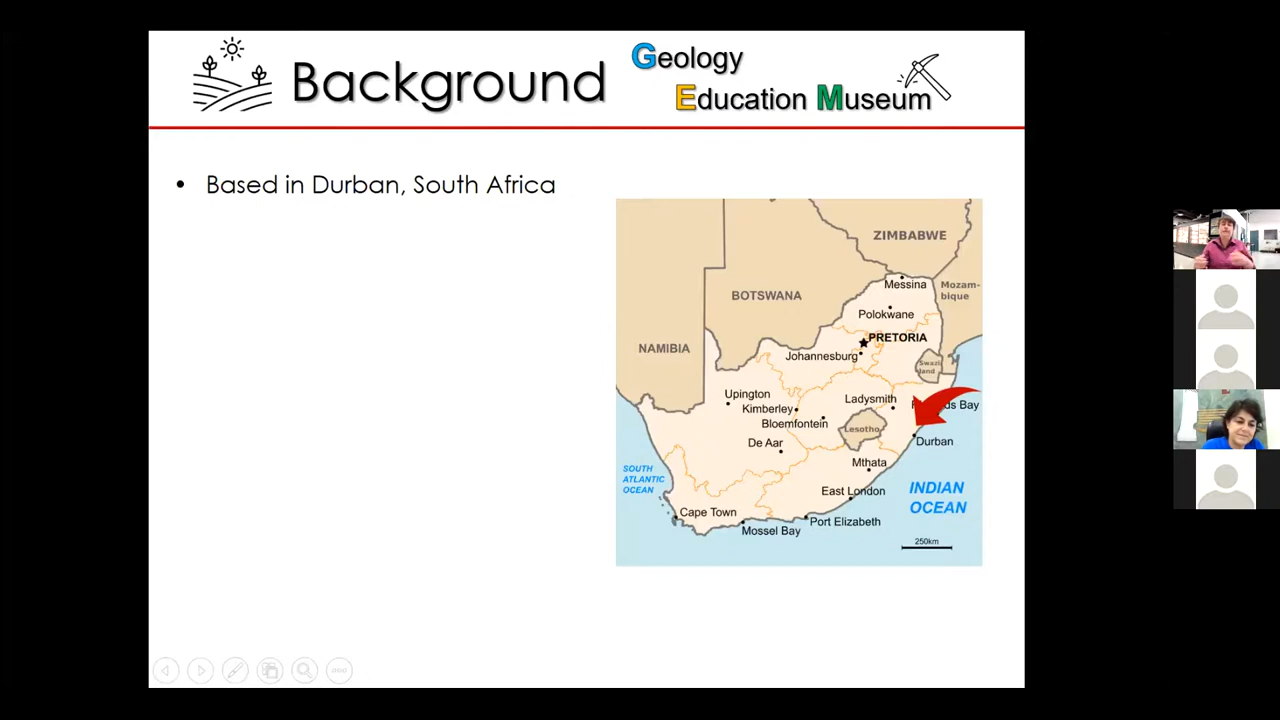 Background
Geology
Education Museum
• Based in Durban, South Africa
ZIMBABWE
Messina
Mozam-
bique
BOTSWANA
Polokwane
PRETORIA
NAMIBIA
Johannesburg
Swazi
land
Upington
Ladysmith
Kimberley
Bay
Bloemfontein
Lesotho
De Aar
Durban
Mthata
SOUTH
ATLANTIC
OCEAN
East London
INDIAN
OCEAN
Cape Town
Port Elizabeth
Mossel Bay
250km